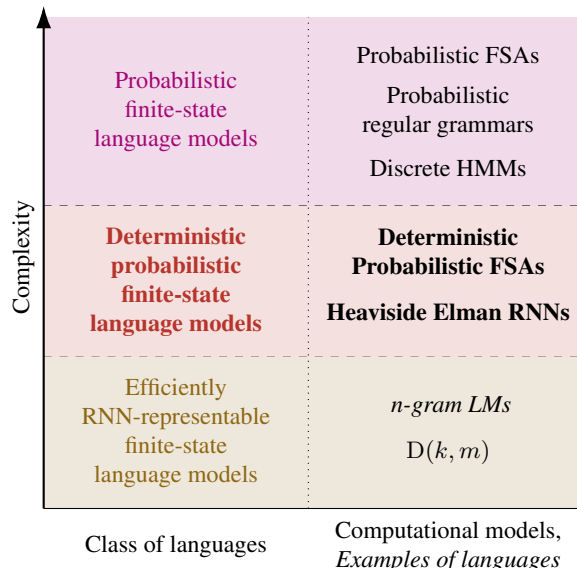 Complexity
Probabilistic
finite-state
language models
Probabilistic FSAs
Probabilistic
regular grammars
Discrete HMMs
Deterministic
probabilistic
finite-state
language models
Deterministic
Probabilistic FSAs
Heaviside Elman RNNs
Efficiently
RNN-representable
finite-state
language models
n-gram LMs
D(k, m)
Class of languages
Computational models,
Examples of languages